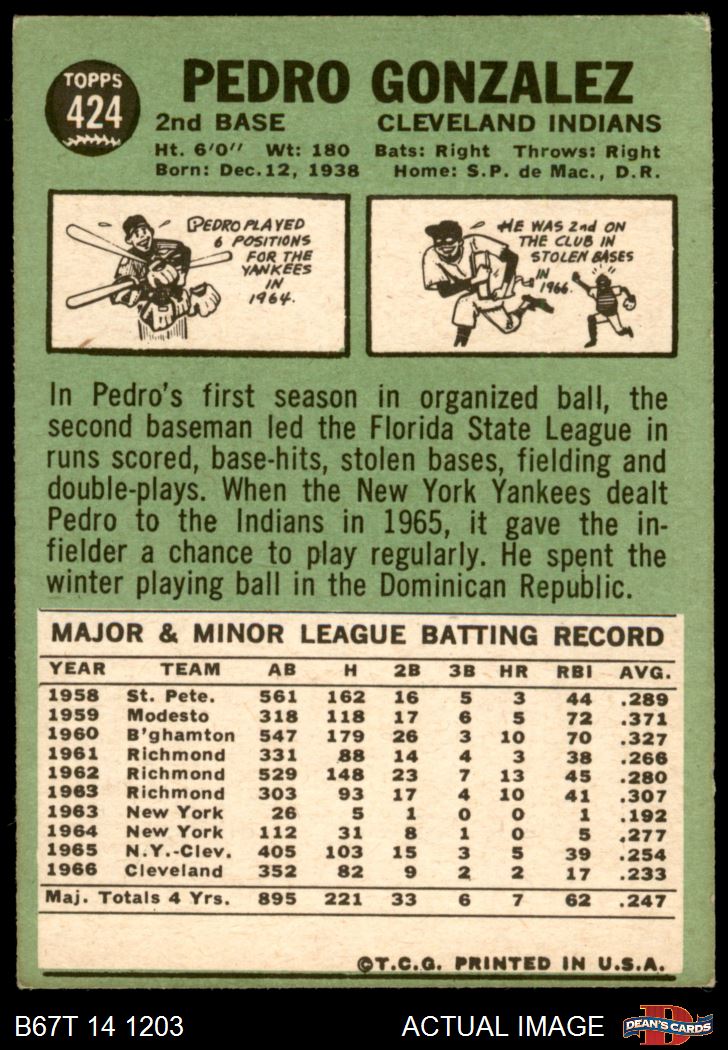 TOPPS
424
PEDRO GONZALEZ
2nd BASE CLEVELAND INDIANS
Ht. 6'0" Wt: 180 Bats: Right Throws: Right
Born: Dec. 12, 1938 Home: S.P. de Mac., D.R.
PEDRO PLAYED
6 POSITIONS
FOR THE
YANKEES
IN
1964.
HE WAS 2nd ON
THE CLUB IN
STOLEN BASES
IN
1966.
In Pedro's first season in organized ball, the
second baseman led the Florida State League in
runs scored, base-hits, stolen bases, fielding and
double-plays. When the New York Yankees dealt
Pedro to the Indians in 1965, it gave the in-
fielder a chance to play regularly. He spent the
winter playing ball in the Dominican Republic.
MAJOR & MINOR LEAGUE BATTING RECORD
YEAR TEAM AB H 2B 3B HR RBI AVG.
1958 St. Pete. 561 162 16 5 3 44 .289
1959 Modesto 318 118 17 6 5 72 .371
1960 B'ghamton 547 179 26 3 10 70 .327
1961 Richmond 331 88 14 4 3 38 .266
1962 Richmond 529 148 23 7 13 45 .280
1963 Richmond 303 93 17 4 10 41 .307
1963 New York 26 5 1 0 0 1 .192
1964 New York 112 31 8 1 0 5 .277
1965 N.Y.-Clev. 405 103 15 3 5 39 .254
1966 Cleveland 352 82 9 2 2 17 .233
Maj. Totals 4 Yrs. 895 221 33 6 7 62 .247
©T.C.G. PRINTED IN U.S.A.
B67T 14 1203 ACTUAL IMAGE
D
DEAN'S CARDS